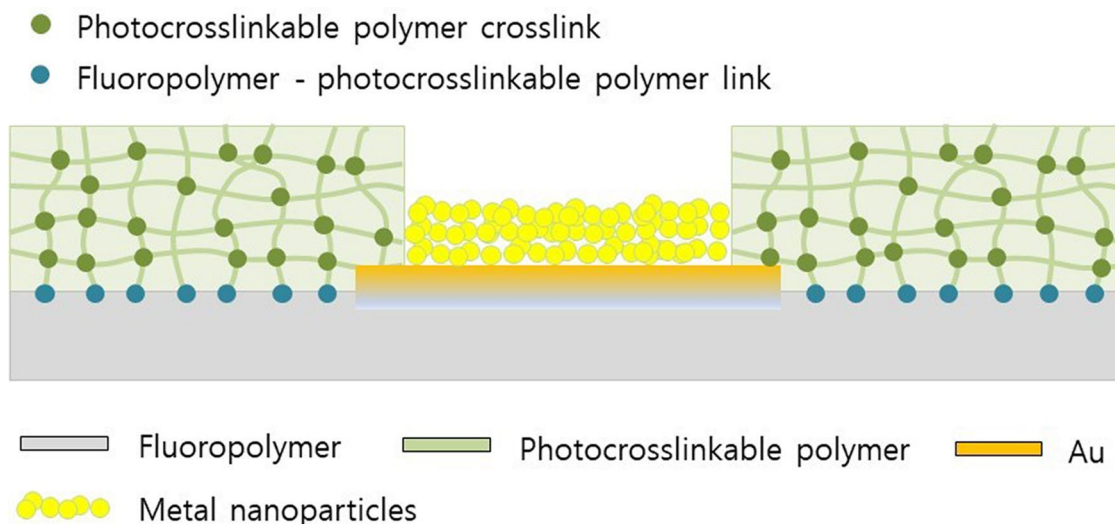 Photocrosslinkable polymer crosslink
Fluoropolymer - photocrosslinkable polymer link
Fluoropolymer
Photocrosslinkable polymer
Au
Metal nanoparticles